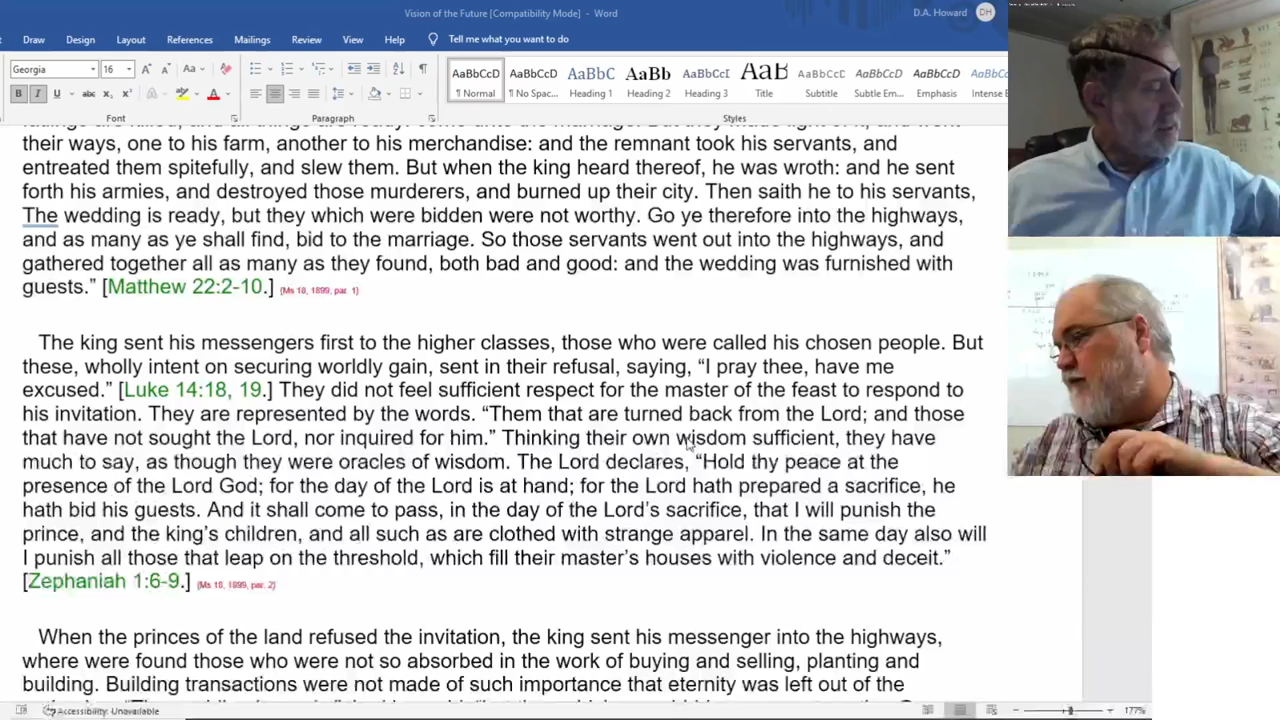 Vision of the Future [Compatibility Mode] - Word
D.A. Howard
DH
Draw Design Layout References Mailings Review View Help Tell me what you want to do
Georgia 16
Aa
B I U abc x₂ x²
A A
Font Paragraph Styles
AaBbCcD AaBbCcD AaBbC AaBb AaBbCcI AaB AaBbCcD AaBbCcD AaBbCcD AaBbCc
¶ Normal ¶ No Spac... Heading 1 Heading 2 Heading 3 Title Subtitle Subtle Em... Emphasis Intense E
their ways, one to his farm, another to his merchandise: and the remnant took his servants, and
entreated them spitefully, and slew them. But when the king heard thereof, he was wroth: and he sent
forth his armies, and destroyed those murderers, and burned up their city. Then saith he to his servants,
The wedding is ready, but they which were bidden were not worthy. Go ye therefore into the highways,
and as many as ye shall find, bid to the marriage. So those servants went out into the highways, and
gathered together all as many as they found, both bad and good: and the wedding was furnished with
guests.” [Matthew 22:2-10.] {Ms 18, 1899, par. 1}
The king sent his messengers first to the higher classes, those who were called his chosen people. But
these, wholly intent on securing worldly gain, sent in their refusal, saying, “I pray thee, have me
excused.” [Luke 14:18, 19.] They did not feel sufficient respect for the master of the feast to respond to
his invitation. They are represented by the words. “Them that are turned back from the Lord; and those
that have not sought the Lord, nor inquired for him.” Thinking their own wisdom sufficient, they have
much to say, as though they were oracles of wisdom. The Lord declares, “Hold thy peace at the
presence of the Lord God; for the day of the Lord is at hand; for the Lord hath prepared a sacrifice, he
hath bid his guests. And it shall come to pass, in the day of the Lord’s sacrifice, that I will punish the
prince, and the king’s children, and all such as are clothed with strange apparel. In the same day also will
I punish all those that leap on the threshold, which fill their master’s houses with violence and deceit.”
[Zephaniah 1:6-9.] {Ms 18, 1899, par. 2}
When the princes of the land refused the invitation, the king sent his messenger into the highways,
where were found those who were not so absorbed in the work of buying and selling, planting and
building. Building transactions were not made of such importance that eternity was left out of the
Accessibility: Unavailable
177%